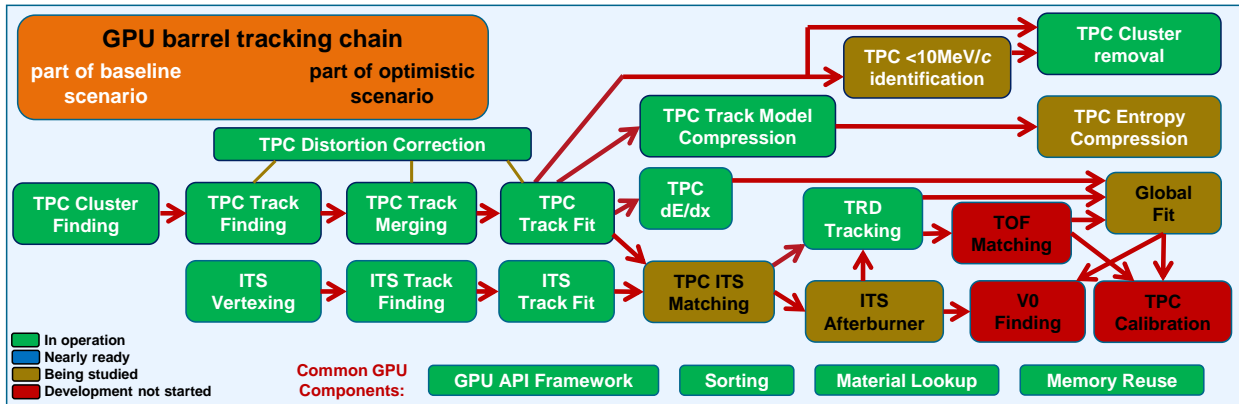 GPU barrel tracking chain
part of baseline
scenario
part of optimistic
scenario
TPC <10MeV/c
identification
TPC Cluster
removal
TPC Track Model
Compression
TPC Entropy
Compression
TPC Distortion Correction
TPC Cluster
Finding
TPC Track
Finding
TPC Track
Merging
TPC
Track Fit
TPC
dE/dx
TRD
Tracking
TOF
Matching
Global
Fit
ITS
Vertexing
ITS Track
Finding
ITS
Track Fit
TPC ITS
Matching
ITS
Afterburner
V0
Finding
TPC
Calibration
In operation
Nearly ready
Being studied
Development not started
Common GPU
Components:
GPU API Framework
Sorting
Material Lookup
Memory Reuse